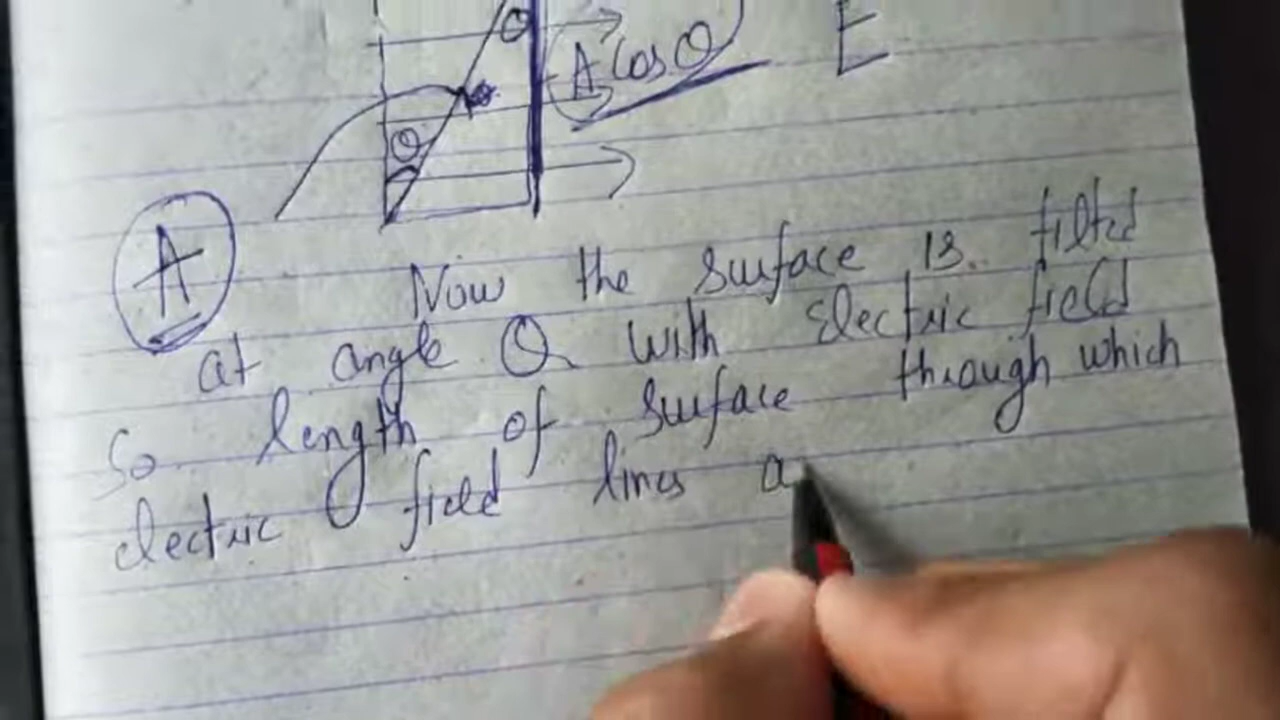 θ
A Cos θ
E
θ
A
Now the surface is tilted
at angle θ with Electric field
So length of surface through which
electric field lines a